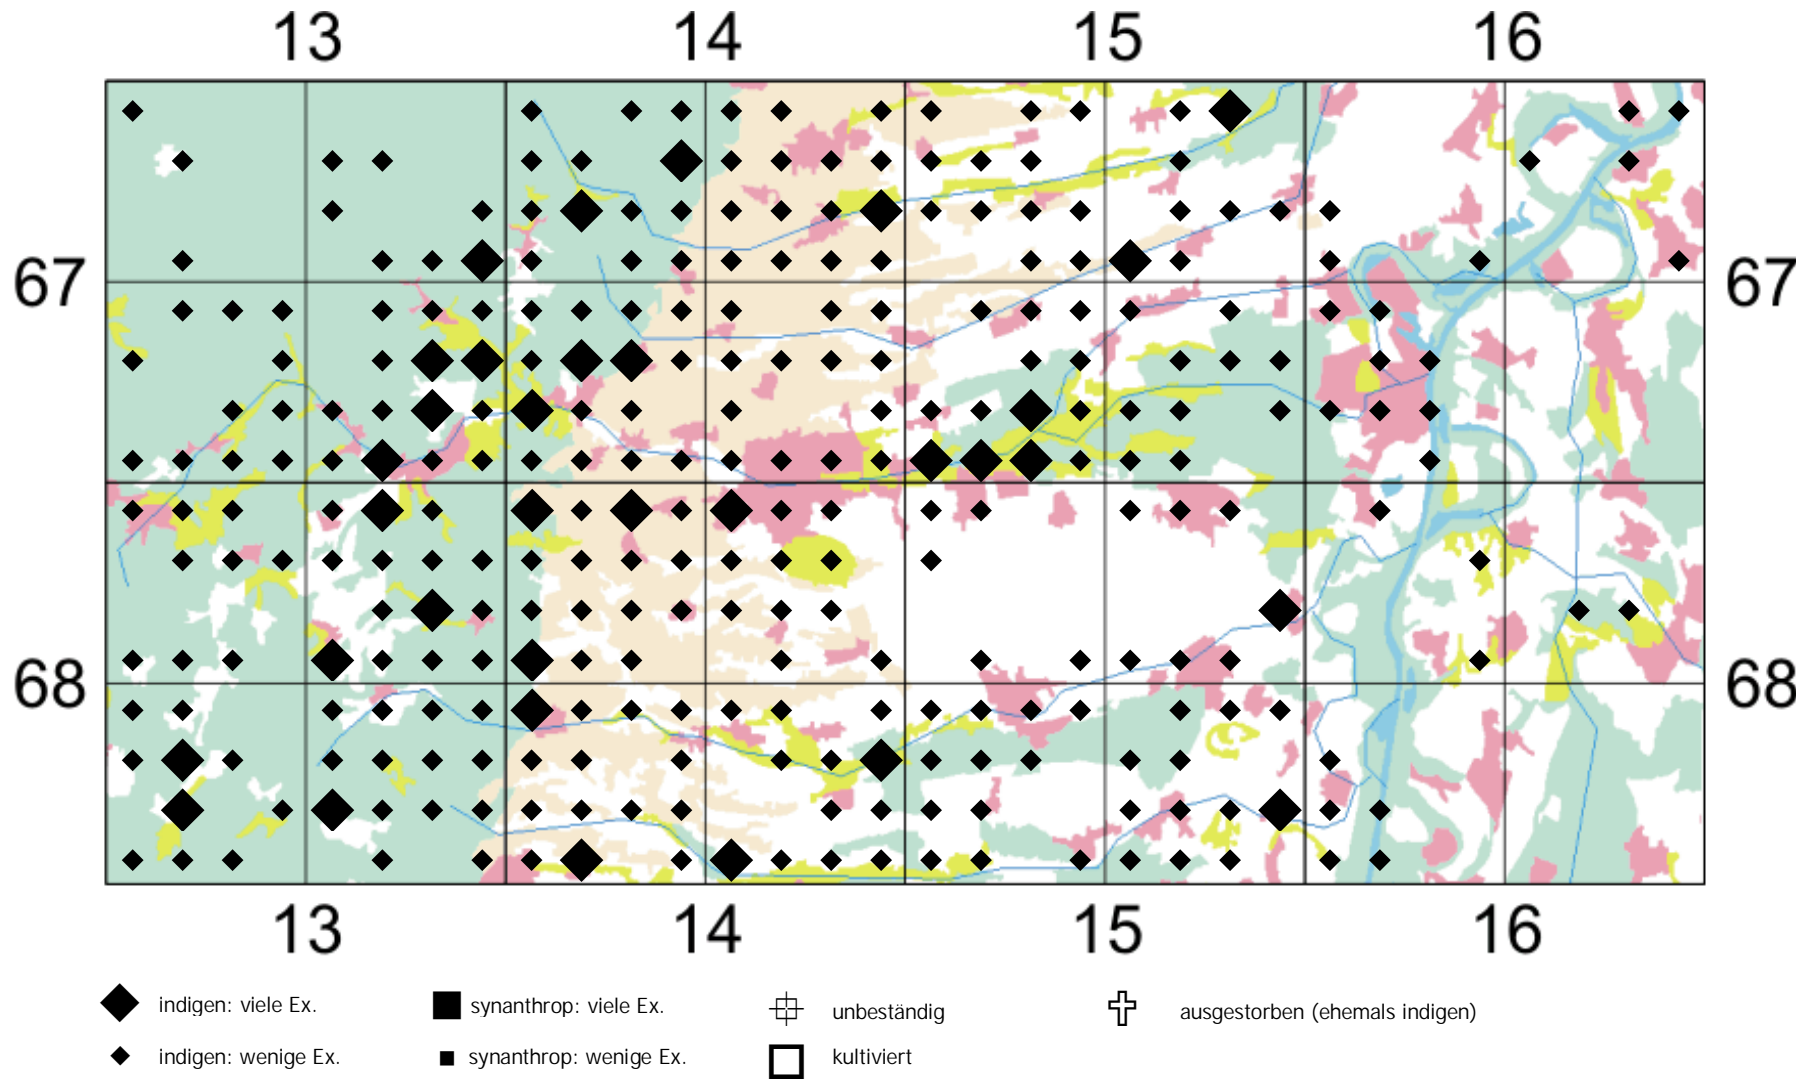 13 14 15 16
67 67
68 68
13 14 15 16
indigen: viele Ex. synanthrop: viele Ex. unbeständig ausgestorben (ehemals indigen)
indigen: wenige Ex. synanthrop: wenige Ex. kultiviert